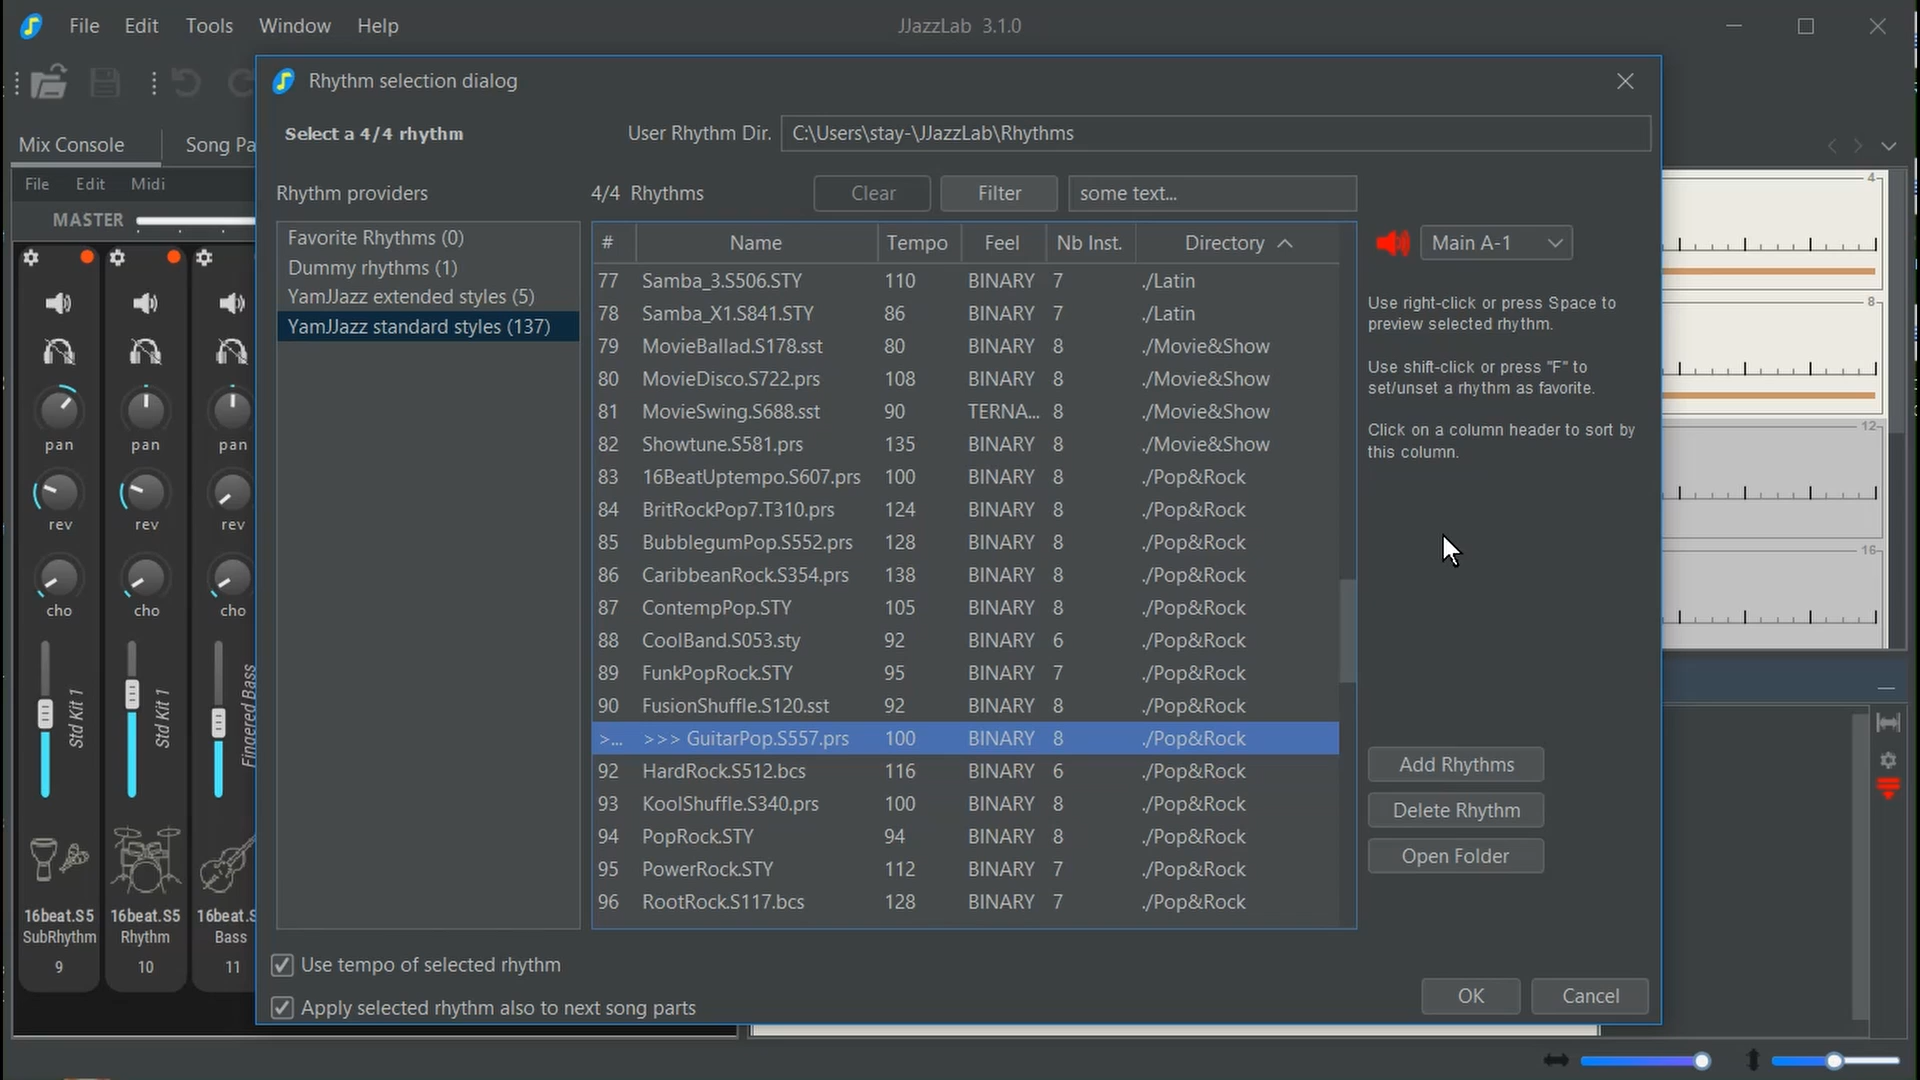 File Edit Tools Window Help
JJazzLab 3.1.0
Rhythm selection dialog
Select a 4/4 rhythm
User Rhythm Dir. C:\Users\stay-\JJazzLab\Rhythms
Mix Console
Song Pa
File Edit Midi
MASTER
pan pan pan
rev rev rev
cho cho cho
Std Kit 1
Std Kit 1
Fingered Bass
16beat.S5 16beat.S5 16beat.S
SubRhythm Rhythm Bass
9 10 11
Rhythm providers
Favorite Rhythms (0)
Dummy rhythms (1)
YamJJazz extended styles (5)
YamJJazz standard styles (137)
4/4 Rhythms
Clear
Filter
some text...
# Name Tempo Feel Nb Inst. Directory
77 Samba_3.S506.STY 110 BINARY 7 ./Latin
78 Samba_X1.S841.STY 86 BINARY 7 ./Latin
79 MovieBallad.S178.sst 80 BINARY 8 ./Movie&Show
80 MovieDisco.S722.prs 108 BINARY 8 ./Movie&Show
81 MovieSwing.S688.sst 90 TERNA... 8 ./Movie&Show
82 Showtune.S581.prs 135 BINARY 8 ./Movie&Show
83 16BeatUptempo.S607.prs 100 BINARY 8 ./Pop&Rock
84 BritRockPop7.T310.prs 124 BINARY 8 ./Pop&Rock
85 BubblegumPop.S552.prs 128 BINARY 8 ./Pop&Rock
86 CaribbeanRock.S354.prs 138 BINARY 8 ./Pop&Rock
87 ContempPop.STY 105 BINARY 8 ./Pop&Rock
88 CoolBand.S053.sty 92 BINARY 6 ./Pop&Rock
89 FunkPopRock.STY 95 BINARY 7 ./Pop&Rock
90 FusionShuffle.S120.sst 92 BINARY 8 ./Pop&Rock
>... >>> GuitarPop.S557.prs 100 BINARY 8 ./Pop&Rock
92 HardRock.S512.bcs 116 BINARY 6 ./Pop&Rock
93 KoolShuffle.S340.prs 100 BINARY 8 ./Pop&Rock
94 PopRock.STY 94 BINARY 8 ./Pop&Rock
95 PowerRock.STY 112 BINARY 7 ./Pop&Rock
96 RootRock.S117.bcs 128 BINARY 7 ./Pop&Rock
Main A-1
Use right-click or press Space to
preview selected rhythm.
Use shift-click or press "F" to
set/unset a rhythm as favorite.
Click on a column header to sort by
this column.
Add Rhythms
Delete Rhythm
Open Folder
Use tempo of selected rhythm
Apply selected rhythm also to next song parts
OK
Cancel
4
8
12
16